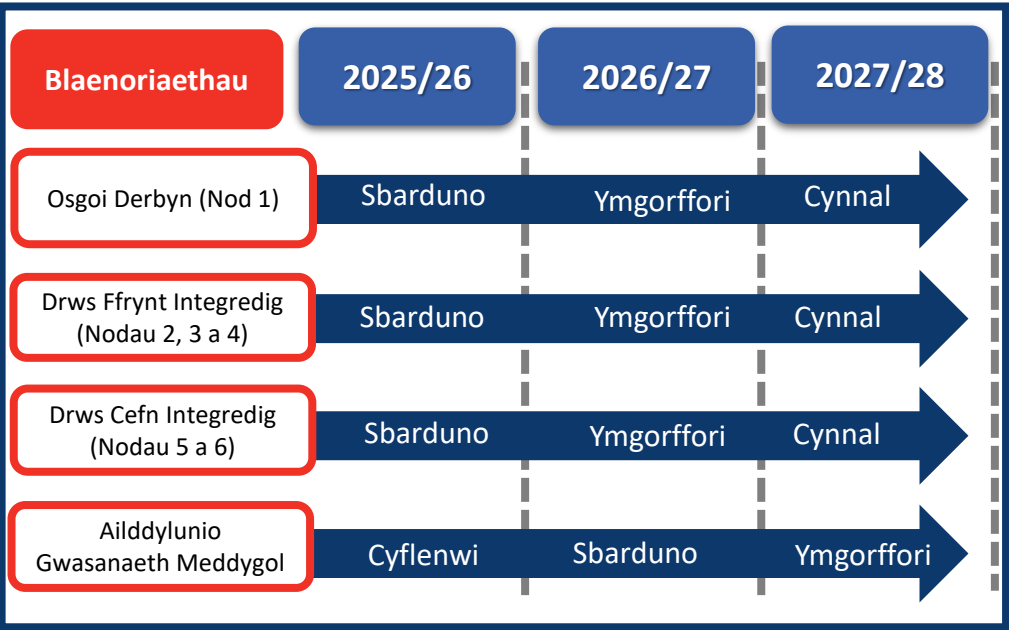 Blaenoriaethau
2025/26
2026/27
2027/28
Osgoi Derbyn (Nod 1)
Sbarduno
Ymgorffori
Cynnal
Drws Ffrynt Integredig
(Nodau 2, 3 a 4)
Sbarduno
Ymgorffori
Cynnal
Drws Cefn Integredig
(Nodau 5 a 6)
Sbarduno
Ymgorffori
Cynnal
Ailddylunio
Gwasanaeth Meddygol
Cyflenwi
Sbarduno
Ymgorffori